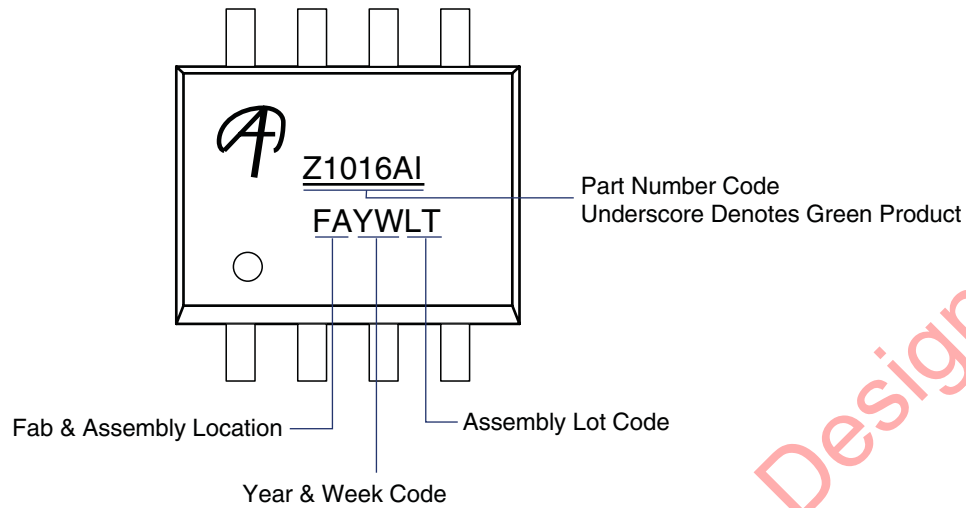 Z1016AI
Part Number Code
Underscore Denotes Green Product
FAYWLT
Fab & Assembly Location
Assembly Lot Code
Year & Week Code
Design